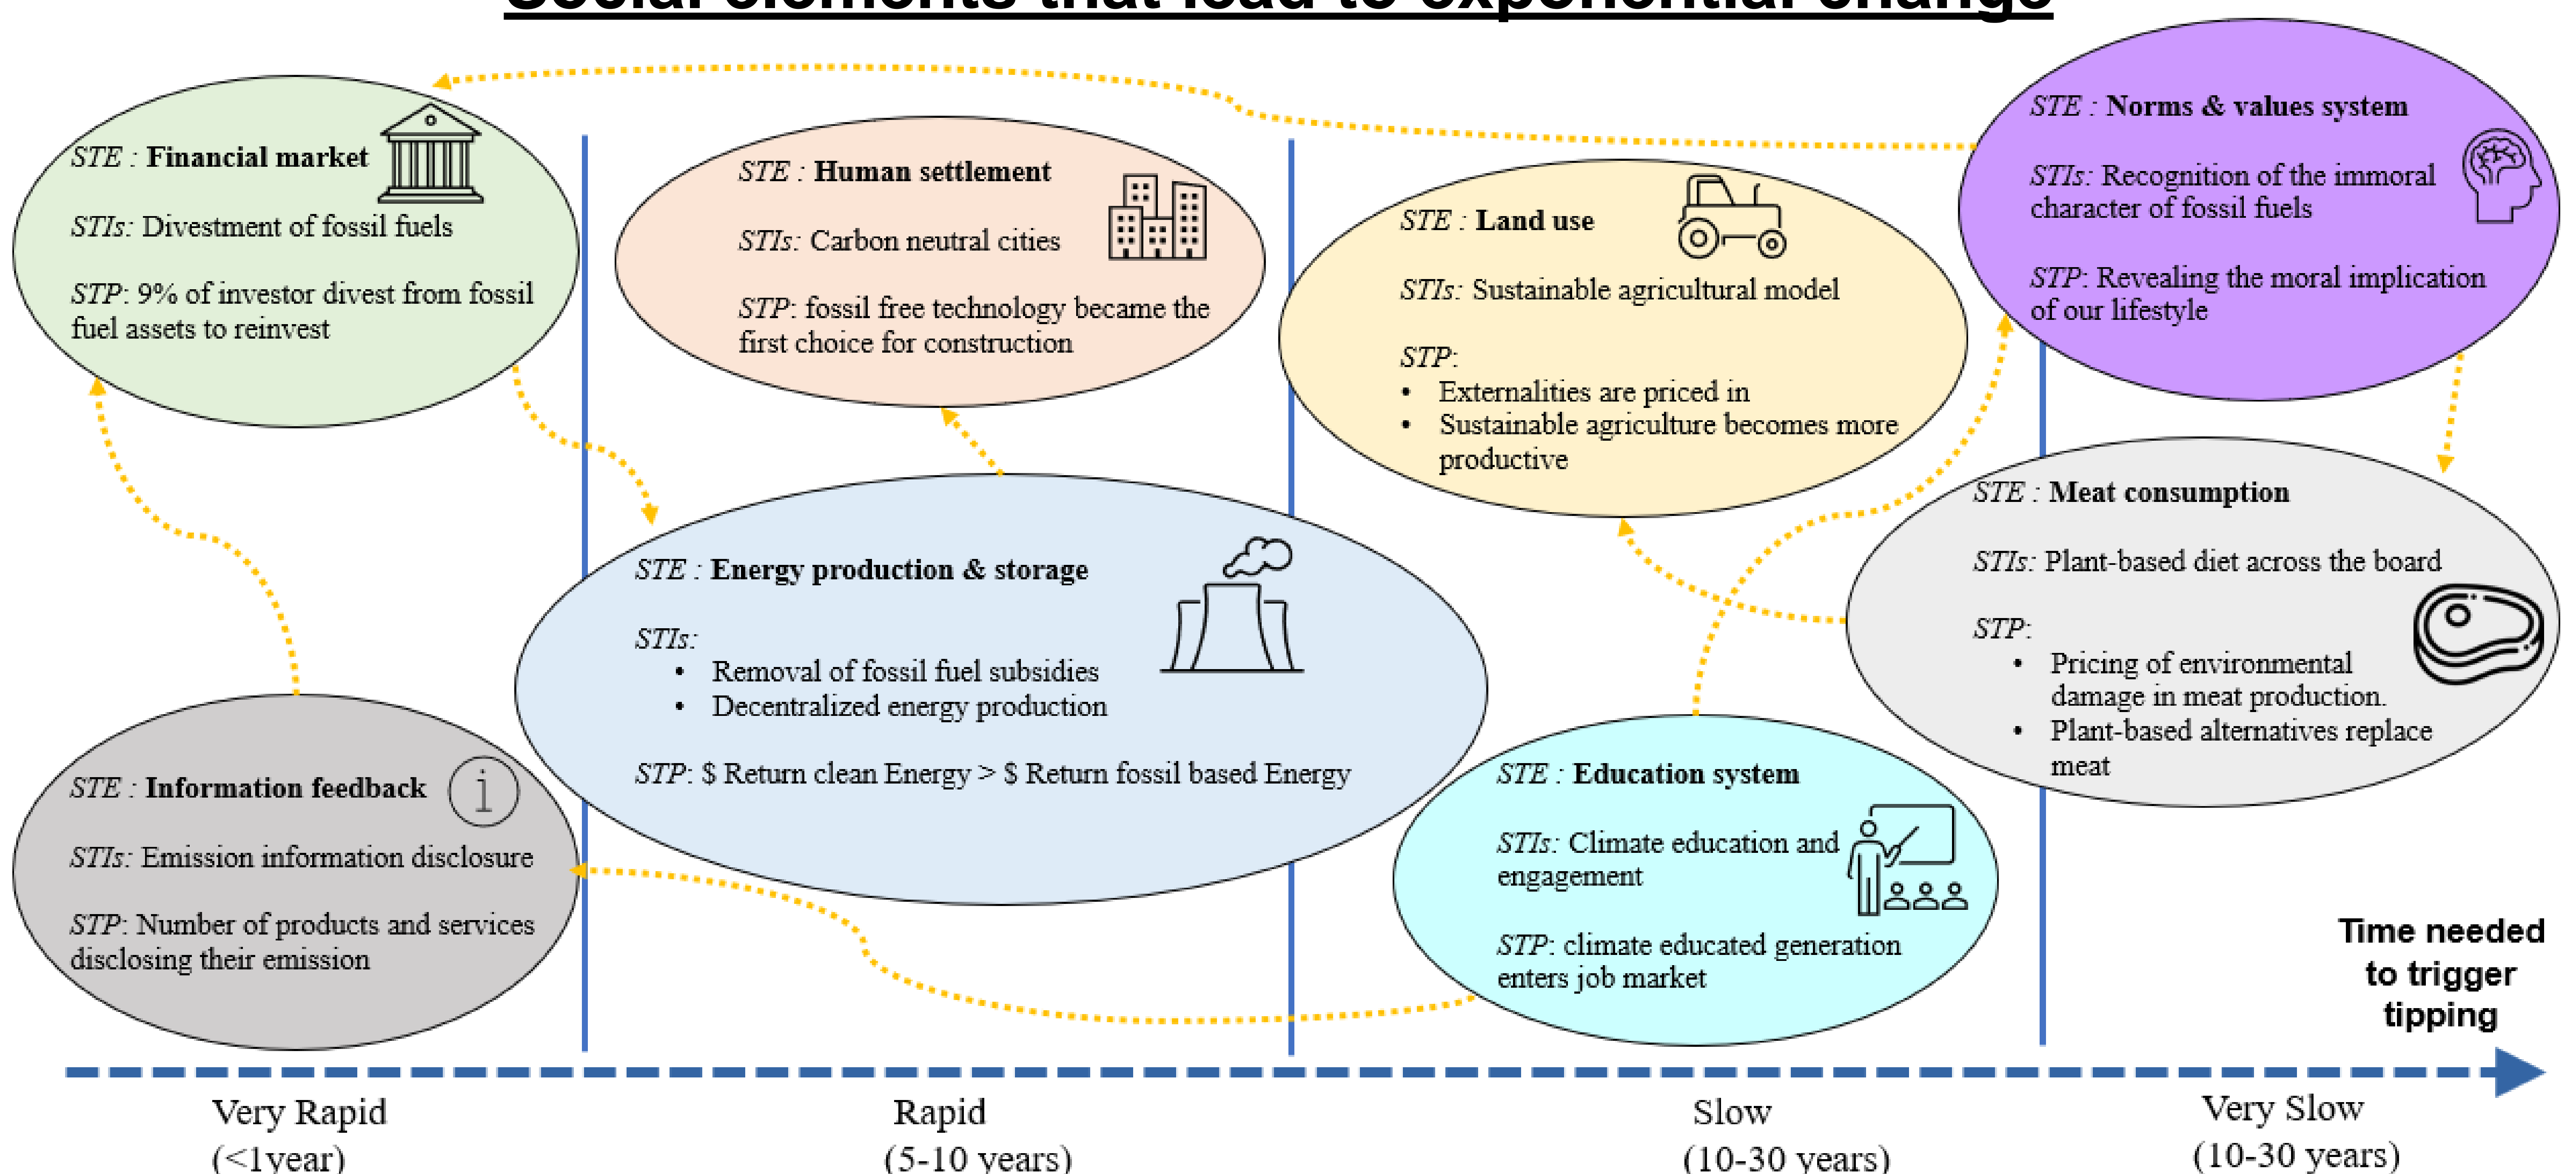 Social elements that lead to exponential change
STE : Financial market
STIs: Divestment of fossil fuels
STP: 9% of investor divest from fossil
fuel assets to reinvest
STE : Human settlement
STIs: Carbon neutral cities
STP: fossil free technology became the
first choice for construction
STE : Land use
STIs: Sustainable agricultural model
STP:
• Externalities are priced in
• Sustainable agriculture becomes more
productive
STE : Norms & values system
STIs: Recognition of the immoral
character of fossil fuels
STP: Revealing the moral implication
of our lifestyle
STE : Information feedback
i
STIs: Emission information disclosure
STP: Number of products and services
disclosing their emission
STE : Energy production & storage
STIs:
• Removal of fossil fuel subsidies
• Decentralized energy production
STP: $ Return clean Energy > $ Return fossil based Energy
STE : Education system
STIs: Climate education and
engagement
STP: climate educated generation
enters job market
STE : Meat consumption
STIs: Plant-based diet across the board
STP:
• Pricing of environmental
damage in meat production.
• Plant-based alternatives replace
meat
Time needed
to trigger
tipping
Very Rapid
(<1year)
Rapid
(5-10 years)
Slow
(10-30 years)
Very Slow
(10-30 years)